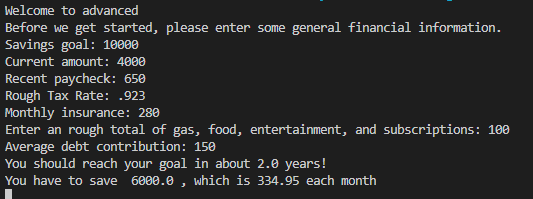 Welcome to advanced
Before we get started, please enter some general financial information.
Savings goal: 10000
Current amount: 4000
Recent paycheck: 650
Rough Tax Rate: .923
Monthly insurance: 280
Enter an rough total of gas, food, entertainment, and subscriptions: 100
Average debt contribution: 150
You should reach your goal in about 2.0 years!
You have to save  6000.0 , which is 334.95 each month